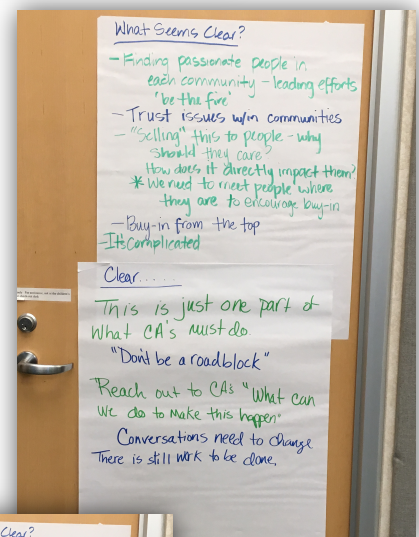 What Seems Clear?
- Finding passionate people in
each community - leading efforts
'be the fire'
- Trust issues w/in communities
- "Selling" this to people - why
should they care?
How does it directly impact them?
* We need to meet people where
they are to encourage buy-in
- Buy-in from the top
- It's Complicated
Clear......
This is just one part of
what CA's must do.
"Don't be a roadblock"
"Reach out to CA's "What can
we do to make this happen"
Conversations need to change
There is still work to be done.
Clear?